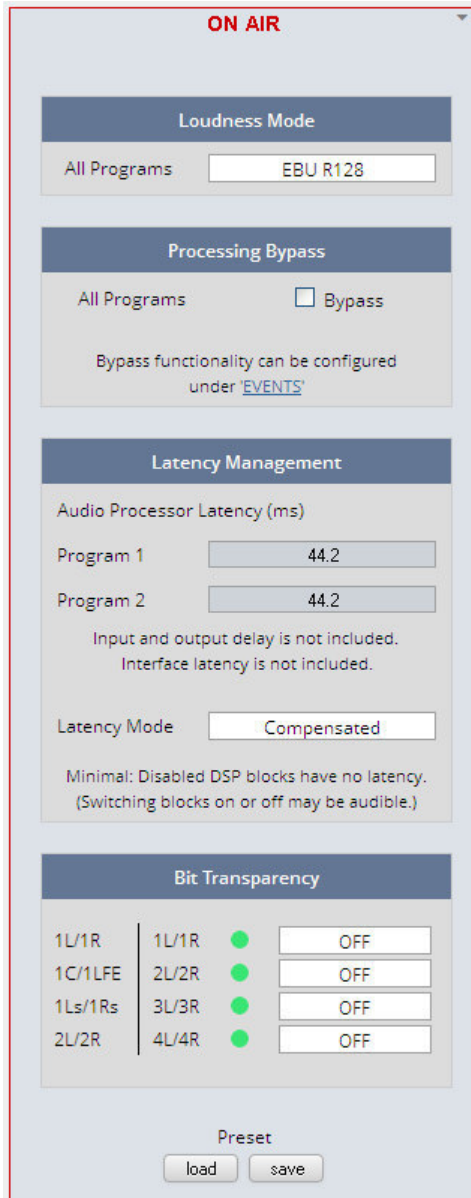 ON AIR
Loudness Mode
All Programs EBU R128
Processing Bypass
All Programs Bypass
Bypass functionality can be configured
under 'EVENTS'
Latency Management
Audio Processor Latency (ms)
Program 1 44.2
Program 2 44.2
Input and output delay is not included.
Interface latency is not included.
Latency Mode Compensated
Minimal: Disabled DSP blocks have no latency.
(Switching blocks on or off may be audible.)
Bit Transparency
1L/1R 1L/1R OFF
1C/1LFE 2L/2R OFF
1Ls/1Rs 3L/3R OFF
2L/2R 4L/4R OFF
Preset
load save